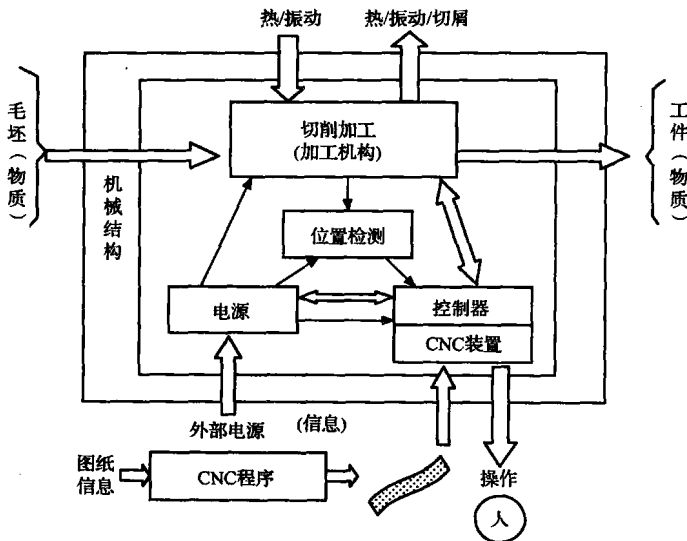 热/振动
热/振动/切屑
毛坯(物质)
工件(物质)
切削加工
(加工机构)
机械结构
位置检测
电源
控制器
CNC装置
外部电源
(信息)
图纸
信息
CNC程序
操作
人